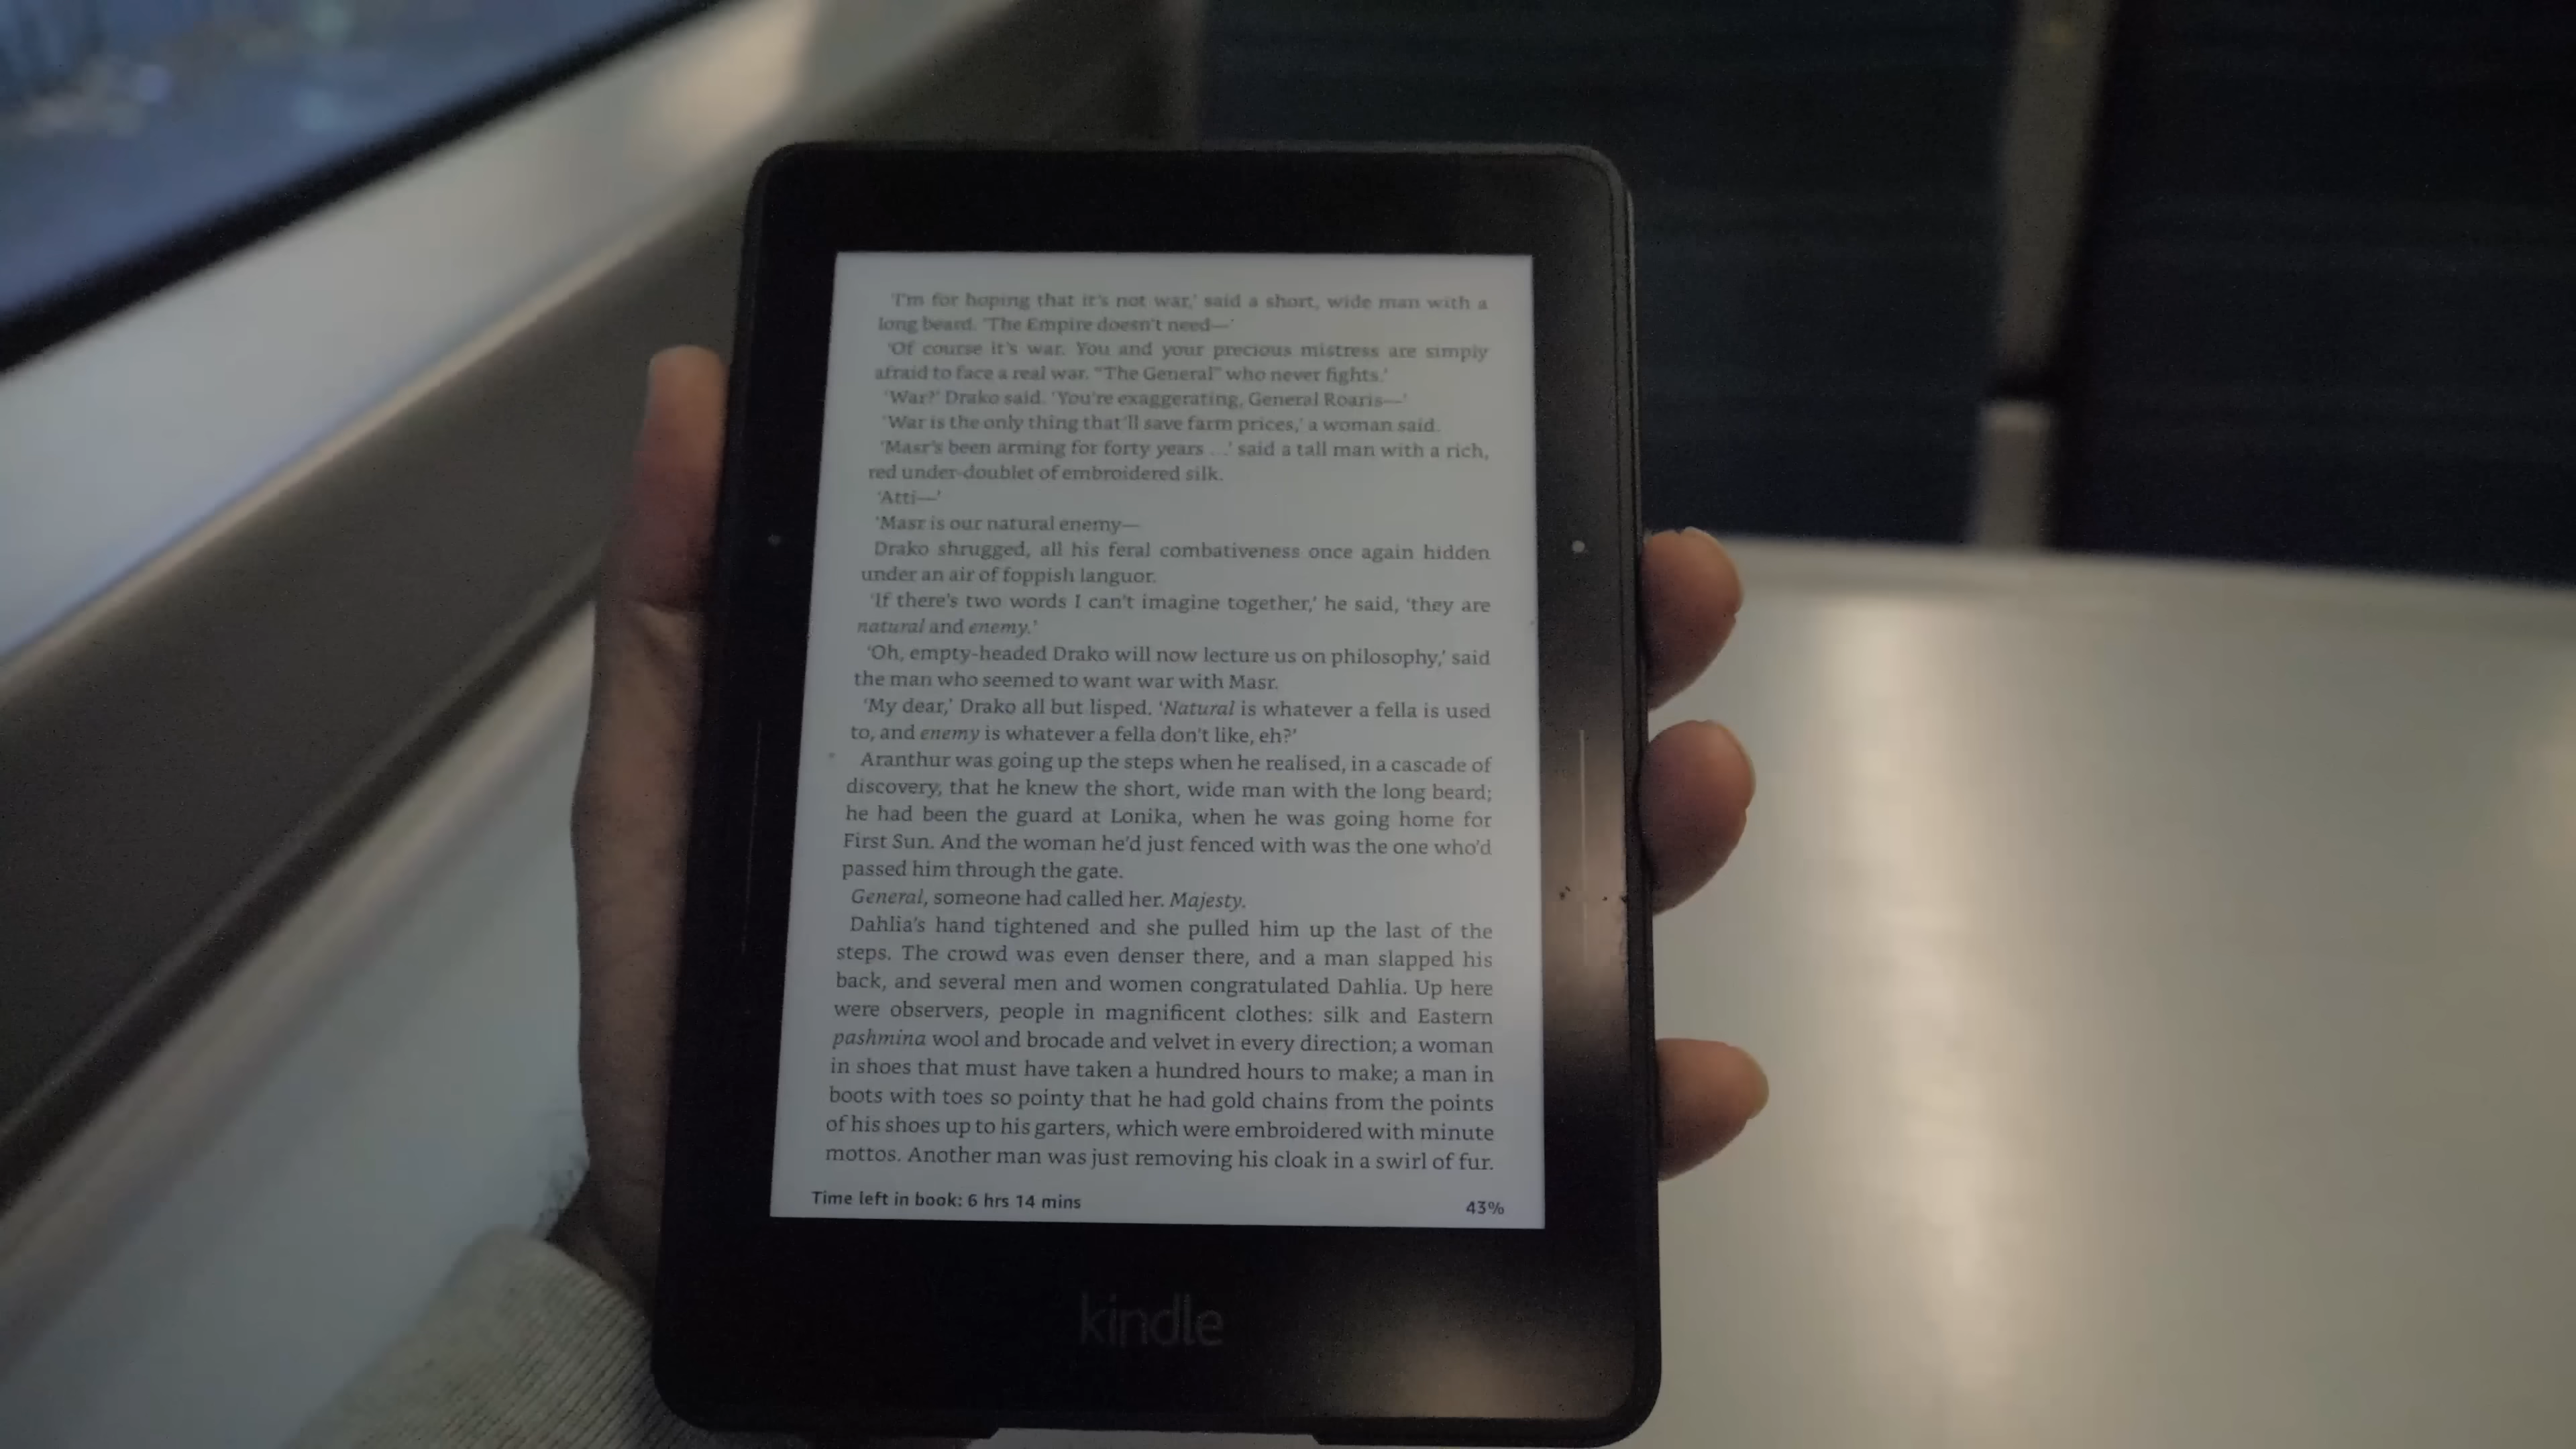 'I'm for hoping that it's not war,' said a short, wide man with a
long beard. 'The Empire doesn't need—'
'Of course it's war. You and your precious mistress are simply
afraid to face a real war. "The General" who never fights.'
'War?' Drako said. 'You're exaggerating, General Roaris—'
'War is the only thing that'll save farm prices,' a woman said.
'Masr's been arming for forty years . . .' said a tall man with a rich,
red under-doublet of embroidered silk.
'Atti—'
'Masr is our natural enemy—
Drako shrugged, all his feral combativeness once again hidden
under an air of foppish languor.
'If there's two words I can't imagine together,' he said, 'they are
natural and enemy.'
'Oh, empty-headed Drako will now lecture us on philosophy,' said
the man who seemed to want war with Masr.
'My dear,' Drako all but lisped. 'Natural is whatever a fella is used
to, and enemy is whatever a fella don't like, eh?'
Aranthur was going up the steps when he realised, in a cascade of
discovery, that he knew the short, wide man with the long beard;
he had been the guard at Lonika, when he was going home for
First Sun. And the woman he'd just fenced with was the one who'd
passed him through the gate.
General, someone had called her. Majesty.
Dahlia's hand tightened and she pulled him up the last of the
steps. The crowd was even denser there, and a man slapped his
back, and several men and women congratulated Dahlia. Up here
were observers, people in magnificent clothes: silk and Eastern
pashmina wool and brocade and velvet in every direction; a woman
in shoes that must have taken a hundred hours to make; a man in
boots with toes so pointy that he had gold chains from the points
of his shoes up to his garters, which were embroidered with minute
mottos. Another man was just removing his cloak in a swirl of fur.
Time left in book: 6 hrs 14 mins 43%
kindle